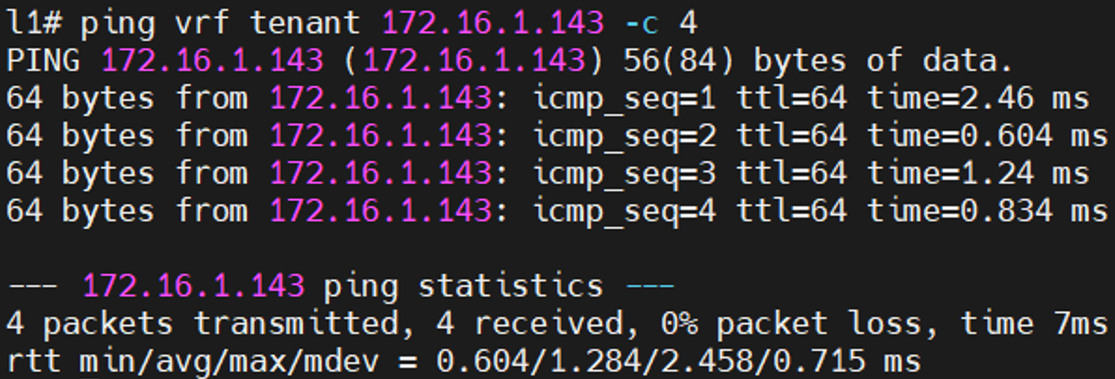 l1# ping vrf tenant 172.16.1.143 -c 4
PING 172.16.1.143 (172.16.1.143) 56(84) bytes of data.
64 bytes from 172.16.1.143: icmp_seq=1 ttl=64 time=2.46 ms
64 bytes from 172.16.1.143: icmp_seq=2 ttl=64 time=0.604 ms
64 bytes from 172.16.1.143: icmp_seq=3 ttl=64 time=1.24 ms
64 bytes from 172.16.1.143: icmp_seq=4 ttl=64 time=0.834 ms
--- 172.16.1.143 ping statistics ---
4 packets transmitted, 4 received, 0% packet loss, time 7ms
rtt min/avg/max/mdev = 0.604/1.284/2.458/0.715 ms